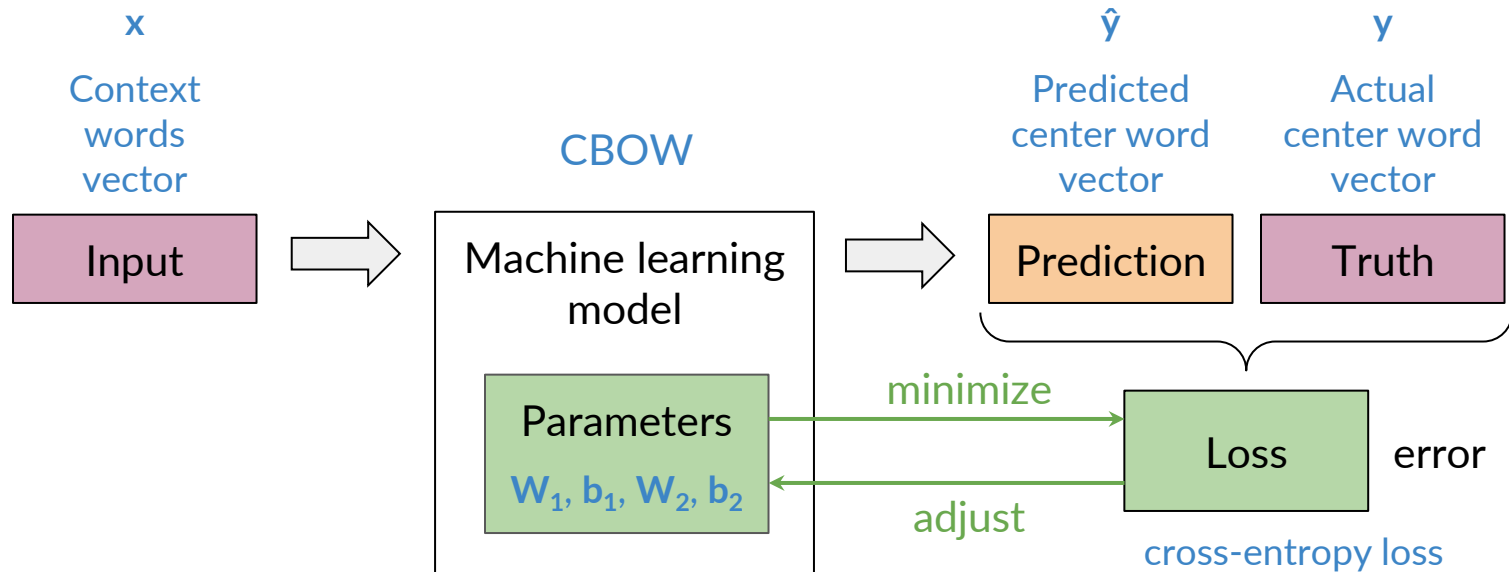 x
Context
words
vector
Input
CBOW
Machine learning
model
Parameters
W₁, b₁, W₂, b₂
ŷ
Predicted
center word
vector
Prediction
y
Actual
center word
vector
Truth
minimize
adjust
Loss
error
cross-entropy loss